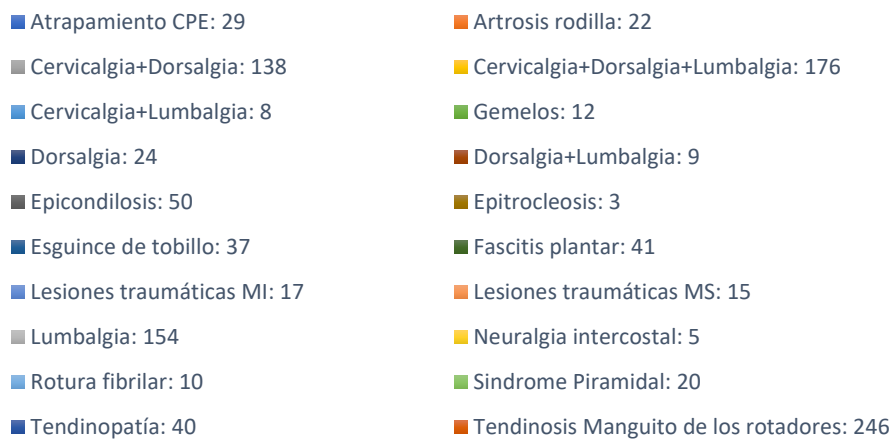 Atrapamiento CPE: 29
Artrosis rodilla: 22
Cervicalgia+Dorsalgia: 138
Cervicalgia+Dorsalgia+Lumbalgia: 176
Cervicalgia+Lumbalgia: 8
Gemelos: 12
Dorsalgia: 24
Dorsalgia+Lumbalgia: 9
Epicondilosis: 50
Epitrocleosis: 3
Esguince de tobillo: 37
Fascitis plantar: 41
Lesiones traumáticas MI: 17
Lesiones traumáticas MS: 15
Lumbalgia: 154
Neuralgia intercostal: 5
Rotura fibrilar: 10
Sindrome Piramidal: 20
Tendinopatía: 40
Tendinosis Manguito de los rotadores: 246